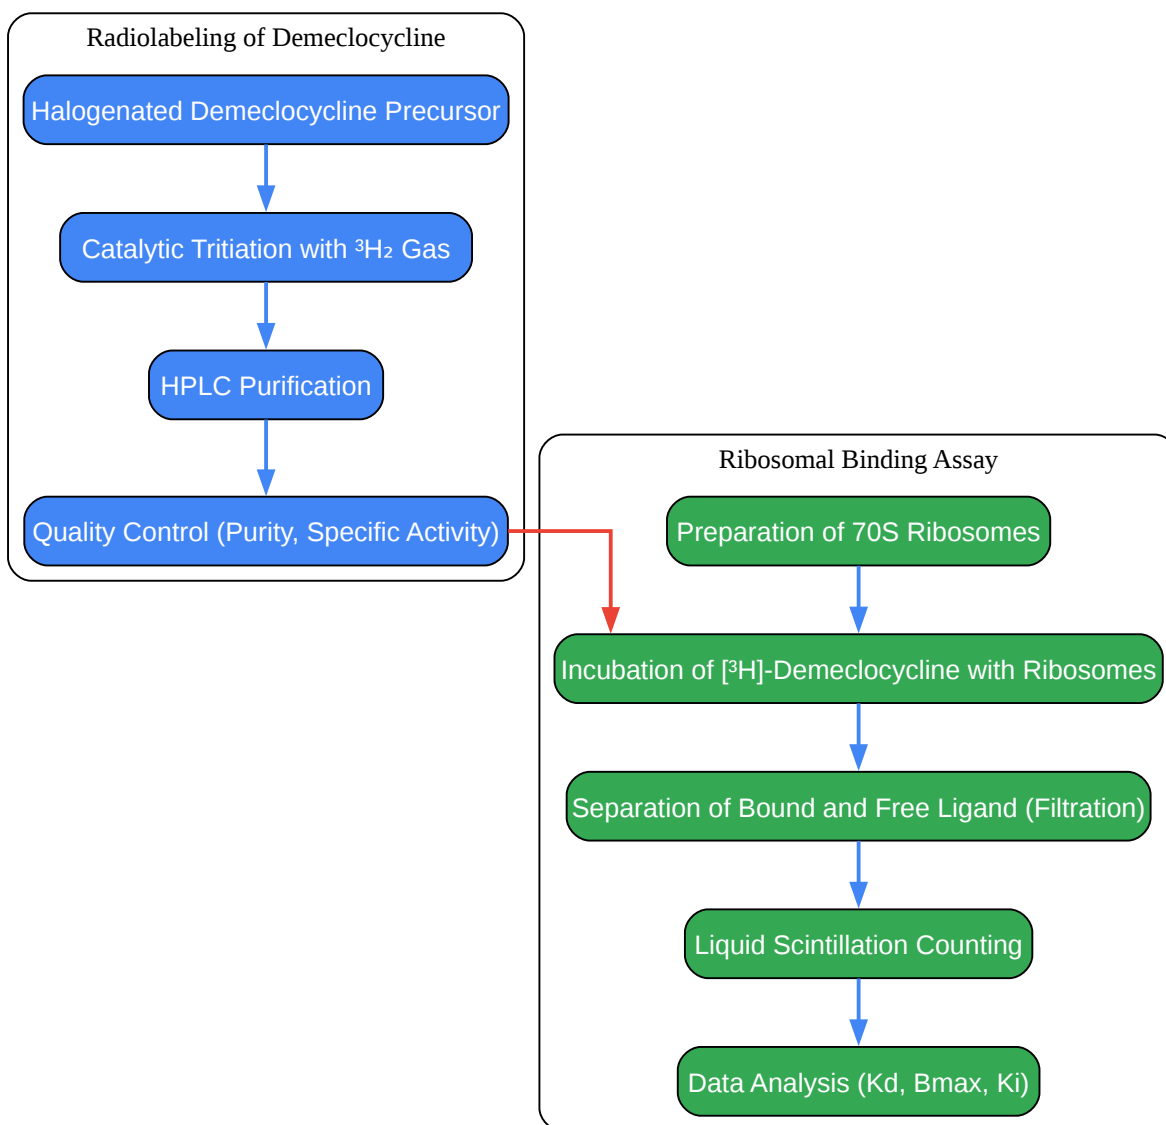 Radiolabeling of Demeclocycline
Halogenated Demeclocycline Precursor
Catalytic Tritiation with ³H₂ Gas
HPLC Purification
Quality Control (Purity, Specific Activity)
Ribosomal Binding Assay
Preparation of 70S Ribosomes
Incubation of [³H]-Demeclocycline with Ribosomes
Separation of Bound and Free Ligand (Filtration)
Liquid Scintillation Counting
Data Analysis (Kd, Bmax, Ki)